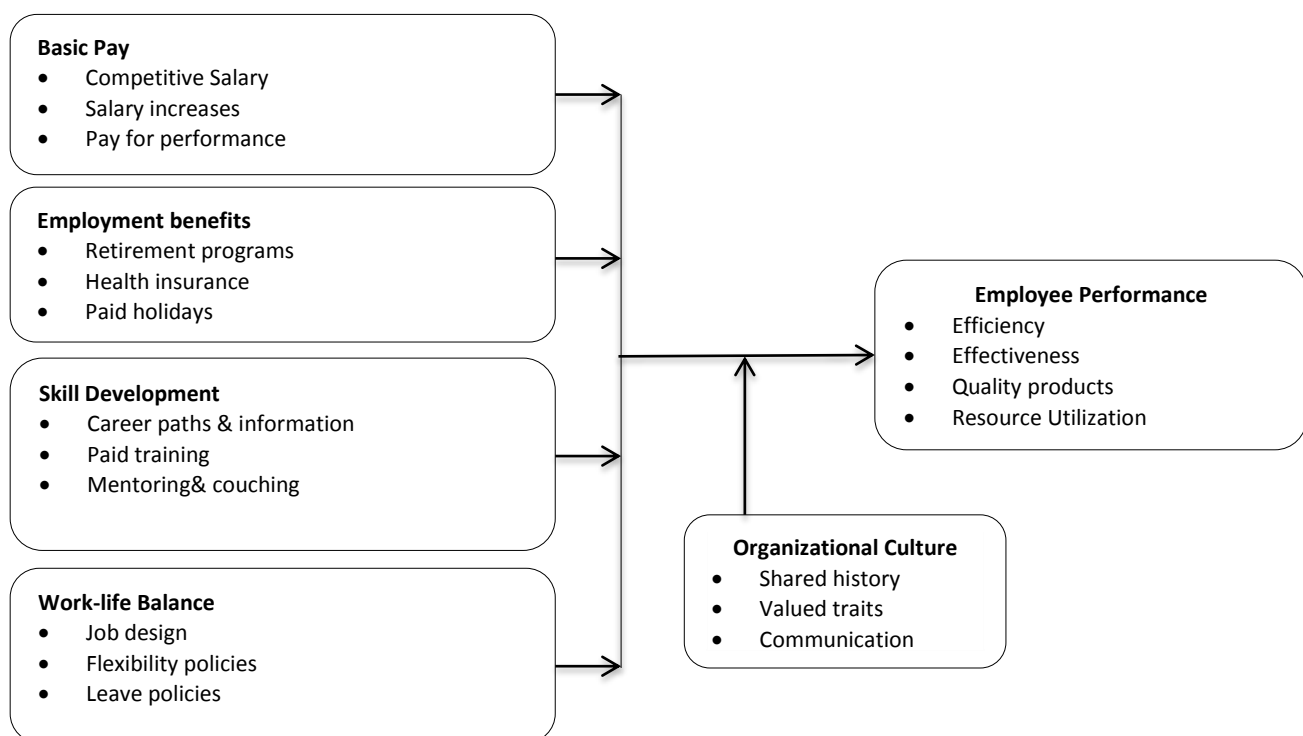 Basic Pay
• Competitive Salary
• Salary increases
• Pay for performance
Employment benefits
• Retirement programs
• Health insurance
• Paid holidays
Skill Development
• Career paths & information
• Paid training
• Mentoring& couching
Work-life Balance
• Job design
• Flexibility policies
• Leave policies
Organizational Culture
• Shared history
• Valued traits
• Communication
Employee Performance
• Efficiency
• Effectiveness
• Quality products
• Resource Utilization